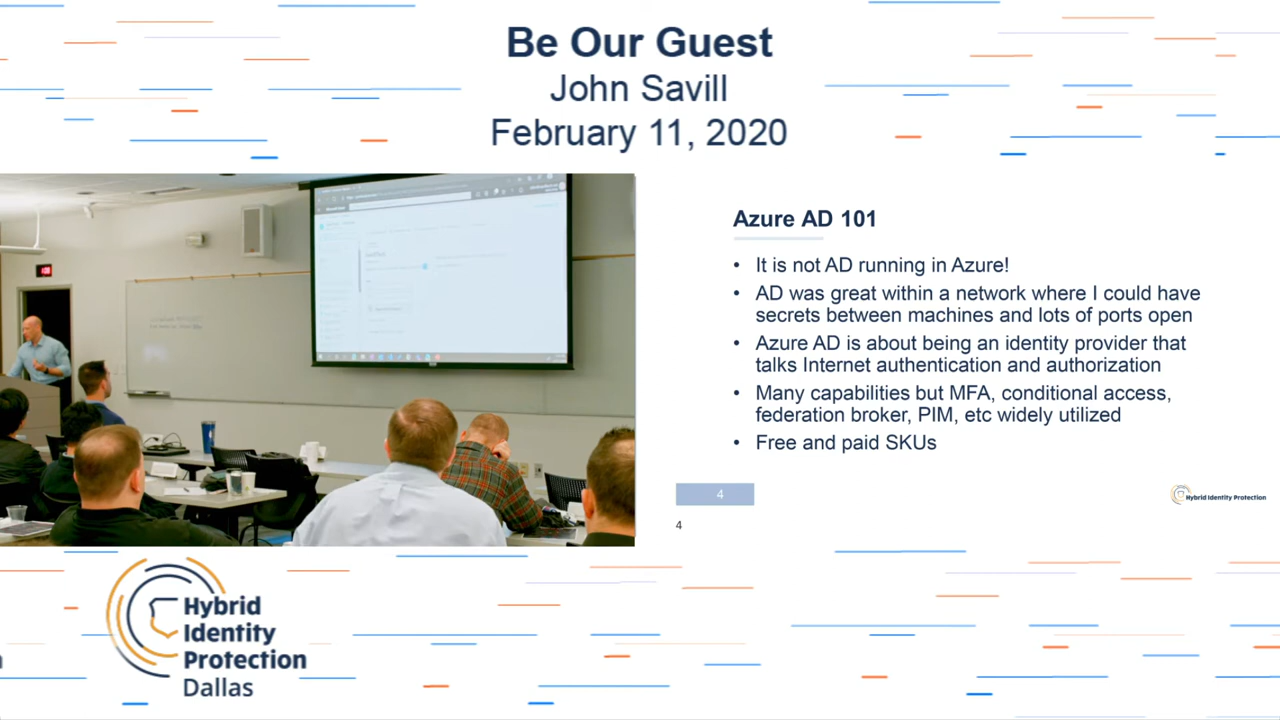 Be Our Guest
John Savill
February 11, 2020
Azure AD 101
• It is not AD running in Azure!
• AD was great within a network where I could have
secrets between machines and lots of ports open
• Azure AD is about being an identity provider that
talks Internet authentication and authorization
• Many capabilities but MFA, conditional access,
federation broker, PIM, etc widely utilized
• Free and paid SKUs
4
Hybrid Identity Protection
4
Hybrid
Identity
Protection
Dallas